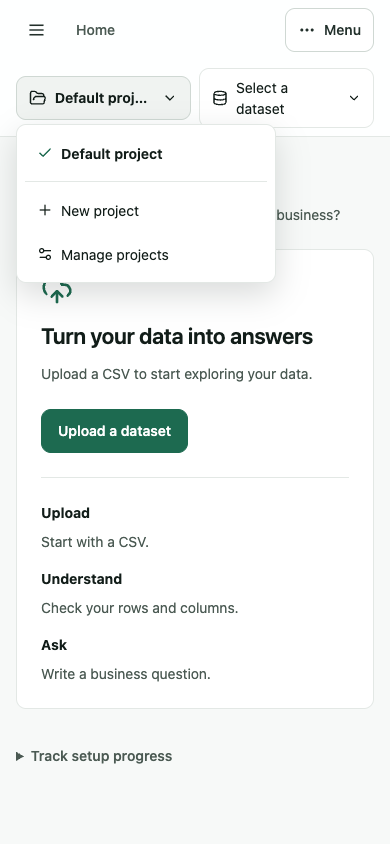 Home
Menu
Default proj...
Select a
dataset
Default project
New project
business?
Manage projects
Turn your data into answers
Upload a CSV to start exploring your data.
Upload a dataset
Upload
Start with a CSV.
Understand
Check your rows and columns.
Ask
Write a business question.
Track setup progress